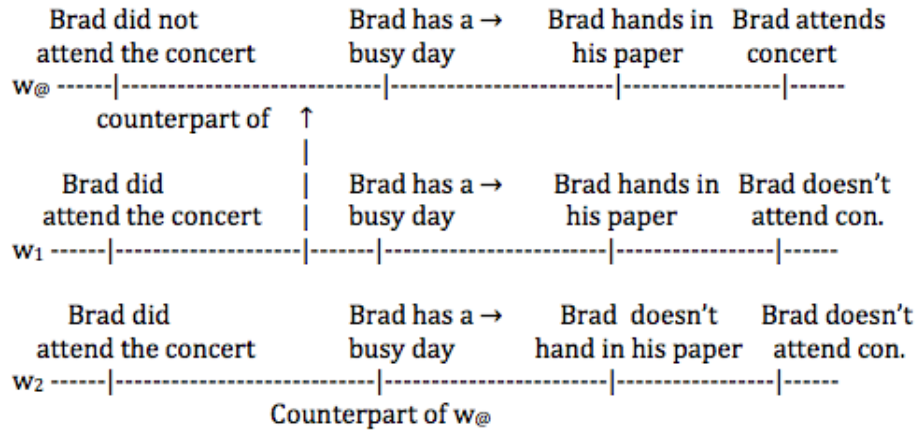 Brad did not Brad has a → Brad hands in Brad attends
attend the concert busy day his paper concert
w@ ------|----------------------------|------------------------|-----------------|------
counterpart of ↑
|
Brad did | Brad has a → Brad hands in Brad doesn't
attend the concert | busy day his paper attend con.
w1 ------|--------------------|-------|------------------------|-----------------|------
Brad did Brad has a → Brad doesn't Brad doesn't
attend the concert busy day hand in his paper attend con.
w2 ------|----------------------------|------------------------|-----------------|------
Counterpart of w@